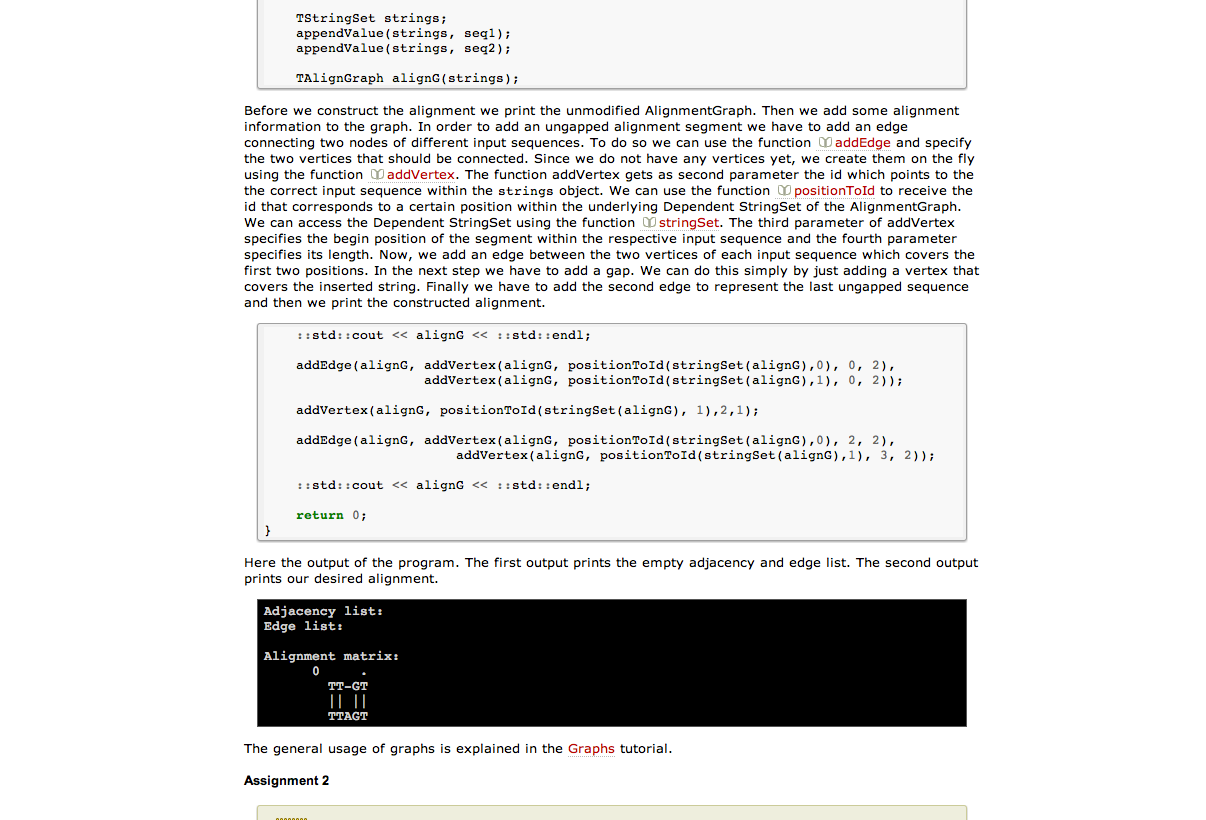 TStringSet strings;
appendValue(strings, seq1);
appendValue(strings, seq2);
TAlignGraph alignG(strings);
Before we construct the alignment we print the unmodified AlignmentGraph. Then we add some alignment
information to the graph. In order to add an ungapped alignment segment we have to add an edge
connecting two nodes of different input sequences. To do so we can use the function addEdge and specify
the two vertices that should be connected. Since we do not have any vertices yet, we create them on the fly
using the function addVertex. The function addVertex gets as second parameter the id which points to the
the correct input sequence within the strings object. We can use the function positionToId to receive the
id that corresponds to a certain position within the underlying Dependent StringSet of the AlignmentGraph.
We can access the Dependent StringSet using the function stringSet. The third parameter of addVertex
specifies the begin position of the segment within the respective input sequence and the fourth parameter
specifies its length. Now, we add an edge between the two vertices of each input sequence which covers the
first two positions. In the next step we have to add a gap. We can do this simply by just adding a vertex that
covers the inserted string. Finally we have to add the second edge to represent the last ungapped sequence
and then we print the constructed alignment.
::std::cout << alignG << ::std::endl;
addEdge(alignG, addVertex(alignG, positionToId(stringSet(alignG),0), 0, 2),
addVertex(alignG, positionToId(stringSet(alignG),1), 0, 2));
addVertex(alignG, positionToId(stringSet(alignG), 1),2,1);
addEdge(alignG, addVertex(alignG, positionToId(stringSet(alignG),0), 2, 2),
addVertex(alignG, positionToId(stringSet(alignG),1), 3, 2));
::std::cout << alignG << ::std::endl;
return 0;
}
Here the output of the program. The first output prints the empty adjacency and edge list. The second output
prints our desired alignment.
Adjacency list:
Edge list:
Alignment matrix:
0     .
TT-GT
|| ||
TTAGT
The general usage of graphs is explained in the Graphs tutorial.
Assignment 2